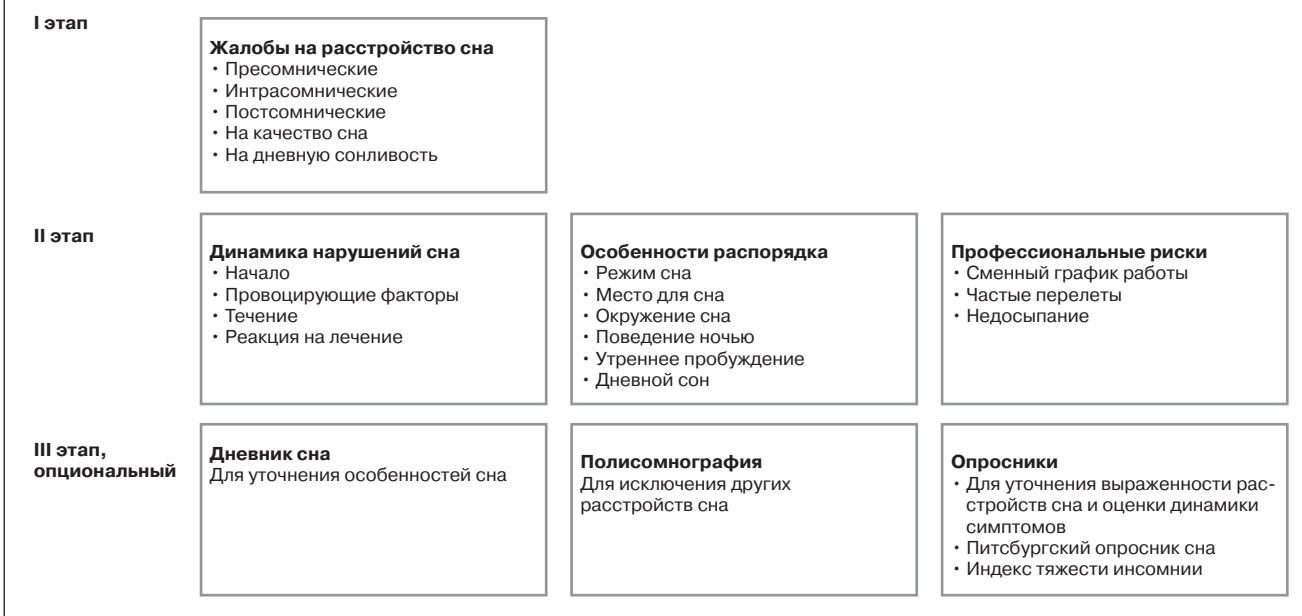 I этап
Жалобы на расстройство сна
· Пресомнические
· Интрасомнические
· Постсомнические
· На качество сна
· На дневную сонливость
II этап
Динамика нарушений сна
· Начало
· Провоцирующие факторы
· Течение
· Реакция на лечение
Особенности распорядка
· Режим сна
· Место для сна
· Окружение сна
· Поведение ночью
· Утреннее пробуждение
· Дневной сон
Профессиональные риски
· Сменный график работы
· Частые перелеты
· Недосыпание
III этап,
опциональный
Дневник сна
Для уточнения особенностей сна
Полисомнография
Для исключения других
расстройств сна
Опросники
· Для уточнения выраженности рас-
стройств сна и оценки динамики
симптомов
· Питсбургский опросник сна
· Индекс тяжести инсомнии